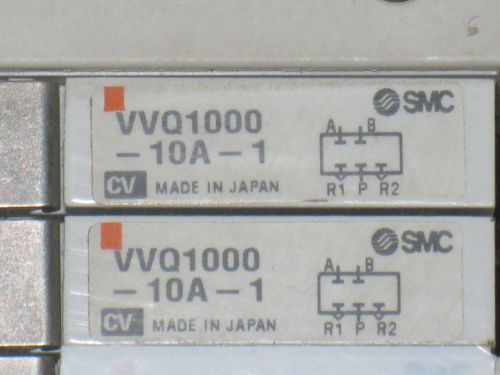 SMC
VVQ1000
-10A-1
A B
CV MADE IN JAPAN
R1 P R2
SMC
VVQ1000
-10A-1
A B
CV MADE IN JAPAN
R1 P R2